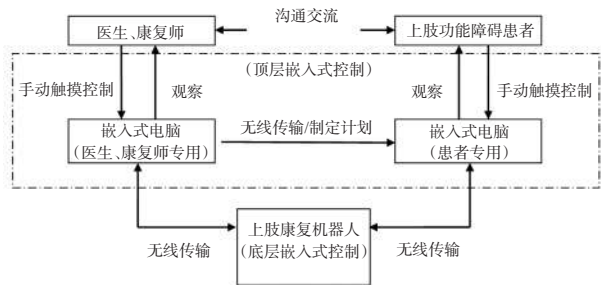 沟通交流
医生、康复师
上肢功能障碍患者
(顶层嵌入式控制)
手动触摸控制
观察
观察
手动触摸控制
嵌入式电脑
(医生、康复师专用)
无线传输/制定计划
嵌入式电脑
(患者专用)
上肢康复机器人
(底层嵌入式控制)
无线传输
无线传输